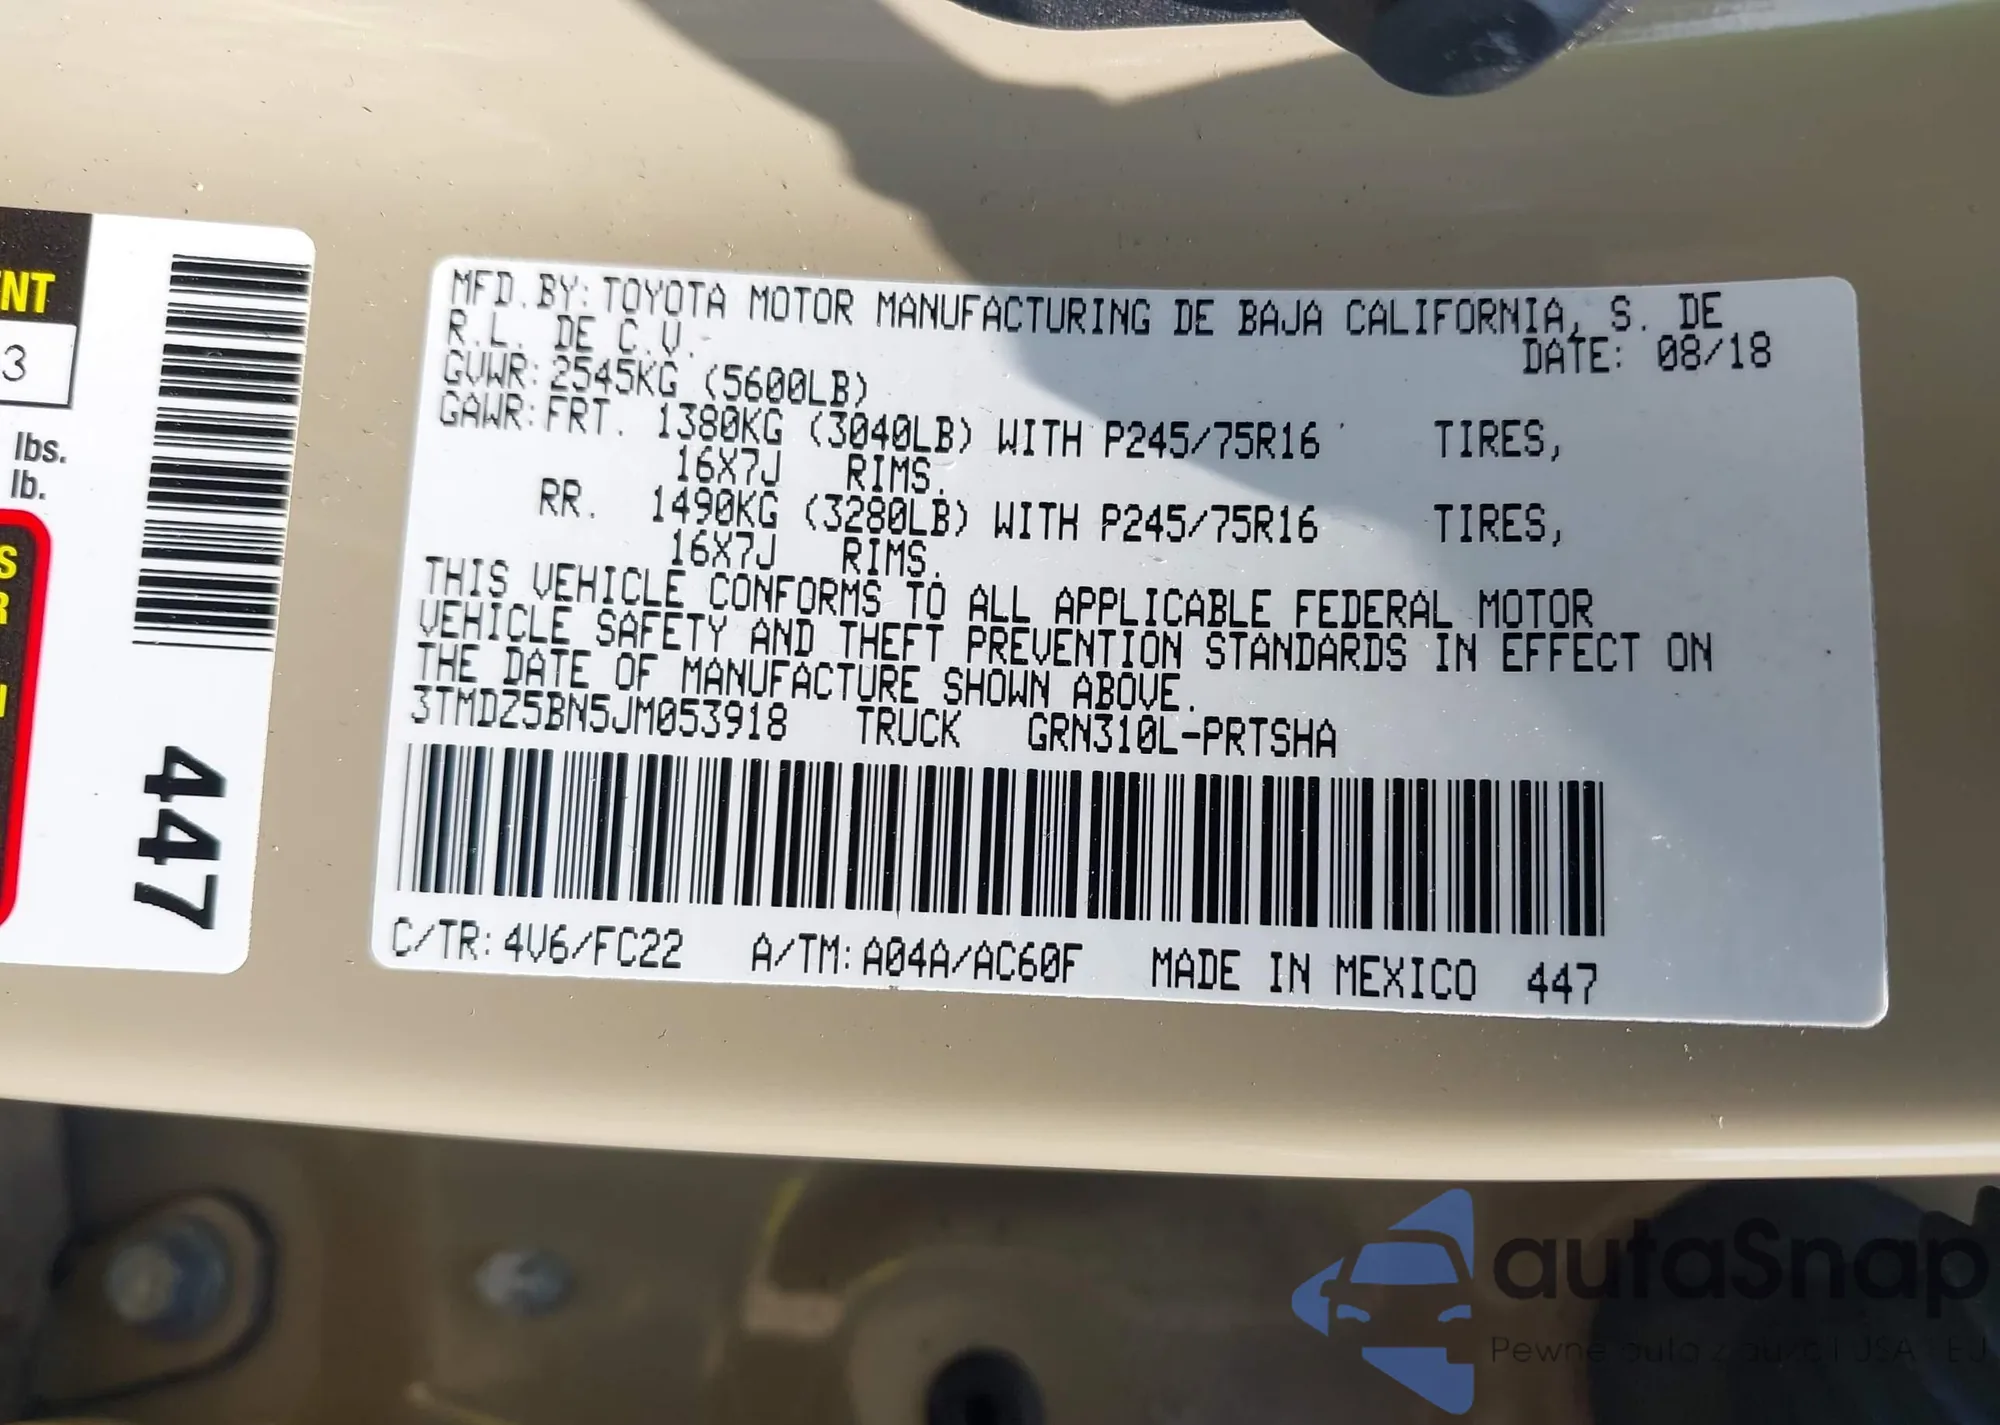 NT
3
lbs.
lb.
S
R
447
MFD.BY: TOYOTA MOTOR MANUFACTURING DE BAJA CALIFORNIA, S. DE
R.L. DE C.V.
DATE: 08/18
GVWR: 2545KG (5600LB)
GAWR: FRT. 1380KG (3040LB) WITH P245/75R16 TIRES,
16X7J RIMS.
RR. 1490KG (3280LB) WITH P245/75R16 TIRES,
16X7J RIMS.
THIS VEHICLE CONFORMS TO ALL APPLICABLE FEDERAL MOTOR
VEHICLE SAFETY AND THEFT PREVENTION STANDARDS IN EFFECT ON
THE DATE OF MANUFACTURE SHOWN ABOVE.
3TMDZ5BN5JM053918 TRUCK GRN310L-PRTSHA
C/TR: 4V6/FC22 A/TM: A04A/AC60F MADE IN MEXICO 447
autaSnap
Pewne auta z